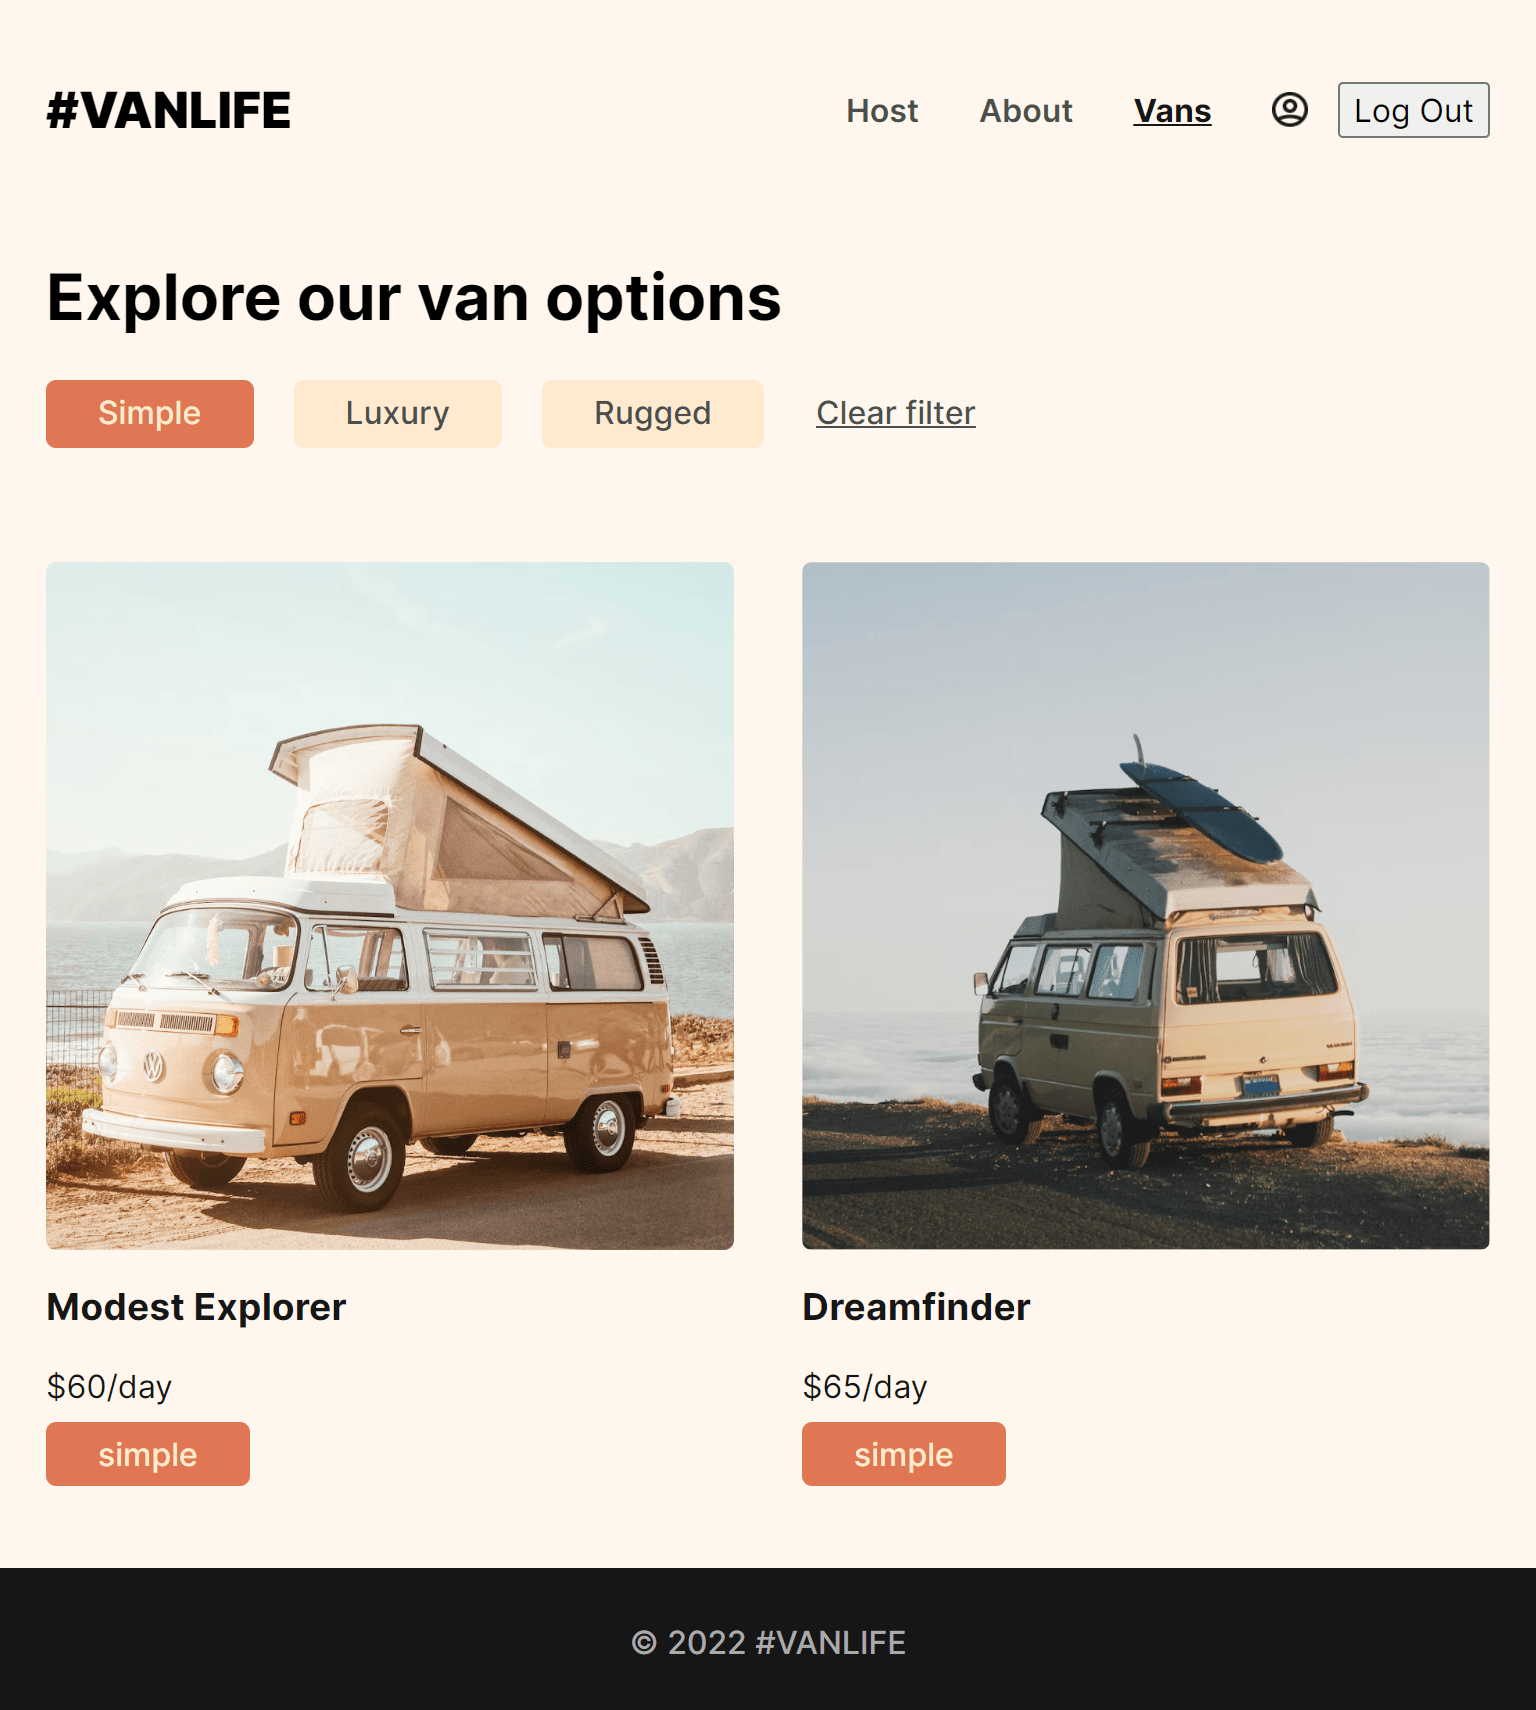 #VANLIFE
Host About Vans Log Out
Explore our van options
Simple Luxury Rugged Clear filter
Modest Explorer
$60/day
simple
Dreamfinder
$65/day
simple
© 2022 #VANLIFE